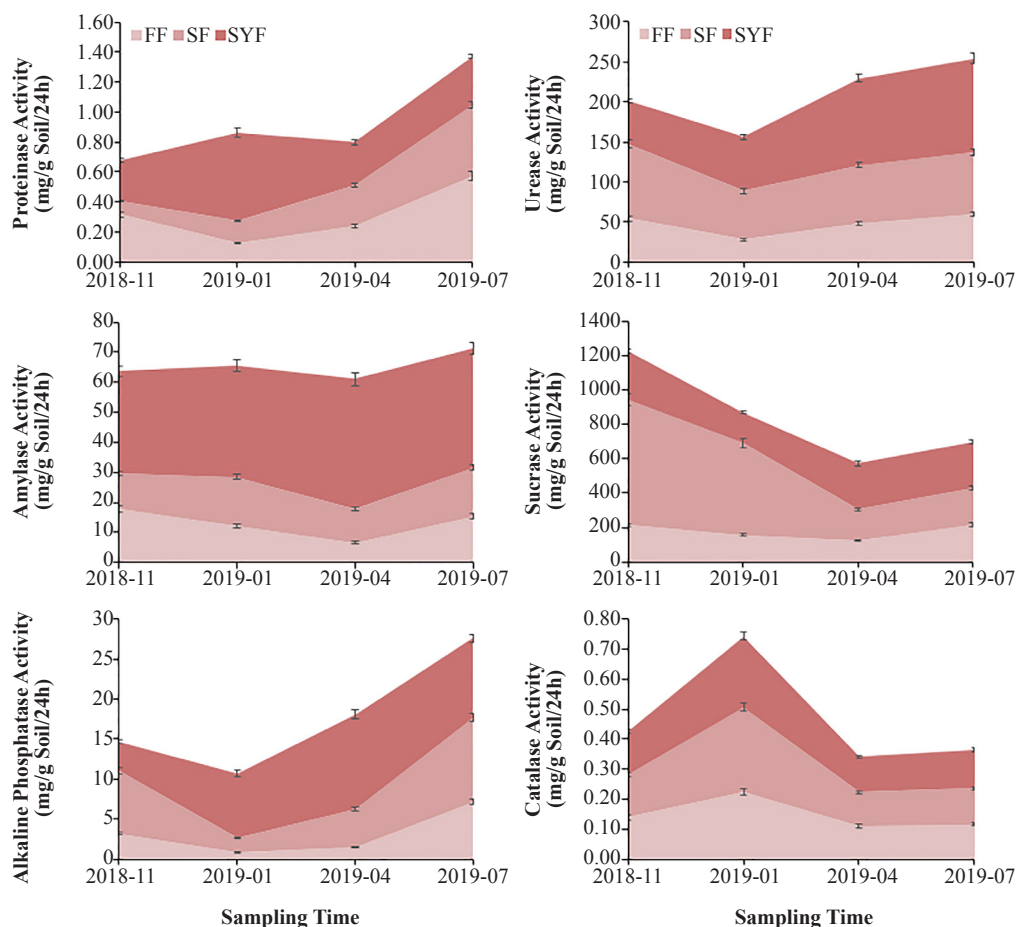 FF SF SYF
Proteinase Activity
(mg/g Soil/24h)
1.60
1.40
1.20
1.00
0.80
0.60
0.40
0.20
0.00
2018-11 2019-01 2019-04 2019-07
FF SF SYF
Urease Activity
(mg/g Soil/24h)
300
250
200
150
100
50
0
2018-11 2019-01 2019-04 2019-07
Amylase Activity
(mg/g Soil/24h)
80
70
60
50
40
30
20
10
0
2018-11 2019-01 2019-04 2019-07
Sucrase Activity
(mg/g Soil/24h)
1400
1200
1000
800
600
400
200
0
2018-11 2019-01 2019-04 2019-07
Alkaline Phosphatase Activity
(mg/g Soil/24h)
30
25
20
15
10
5
0
2018-11 2019-01 2019-04 2019-07
Sampling Time
Catalase Activity
(mg/g Soil/24h)
0.80
0.70
0.60
0.50
0.40
0.30
0.20
0.10
0.00
2018-11 2019-01 2019-04 2019-07
Sampling Time